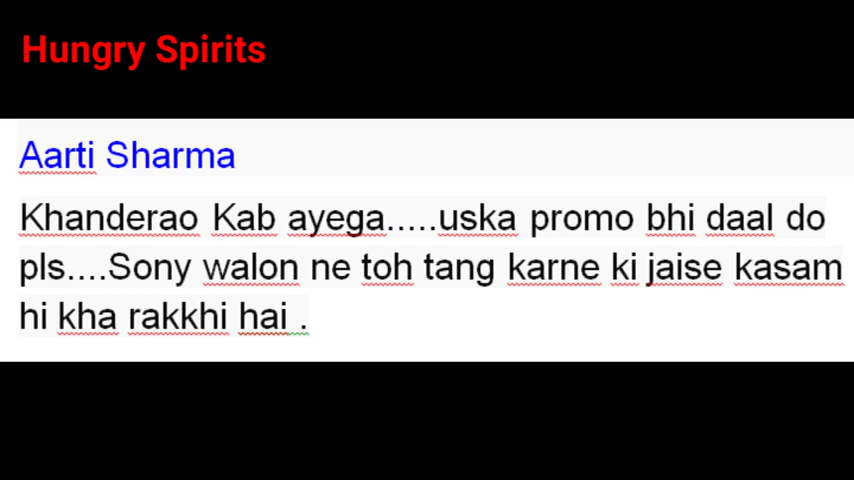 Hungry Spirits
Aarti Sharma
Khanderao Kab ayega.....uska promo bhi daal do
pls....Sony walon ne toh tang karne ki jaise kasam
hi kha rakkhi hai .